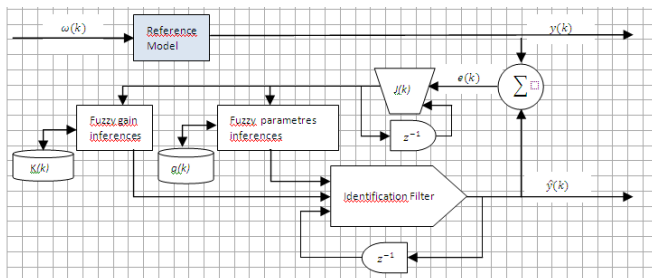 ω(k)
Reference
Model
y(k)
J(k)
e(k)
∑
Fuzzy gain
inferences
Fuzzy parametres
inferences
z⁻¹
K(k)
a(k)
Identification Filter
ŷ(k)
z⁻¹